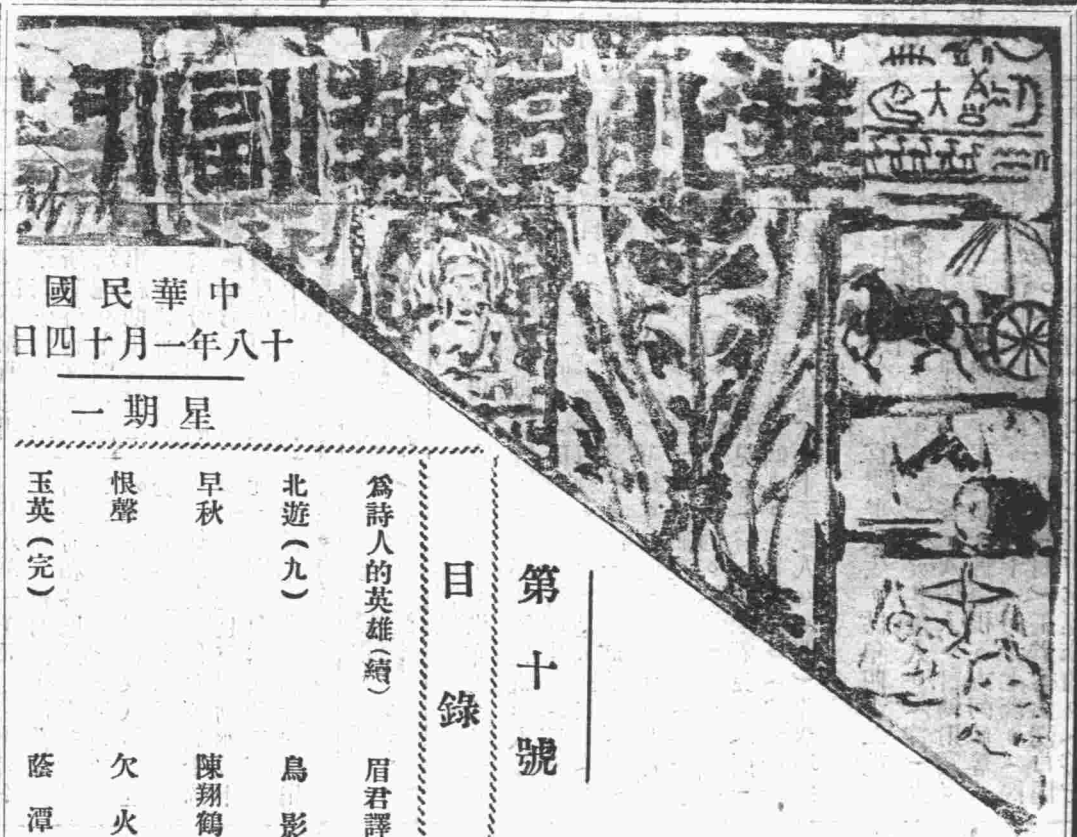 華北日報副刊
中華民國
十八年一月十四日
星期一
第十號
目錄
爲詩人的英雄(續) 眉君譯
北遊(九) 鳥影
早秋 陳翔鶴
恨聲 欠火
玉英(完) 蔭潭